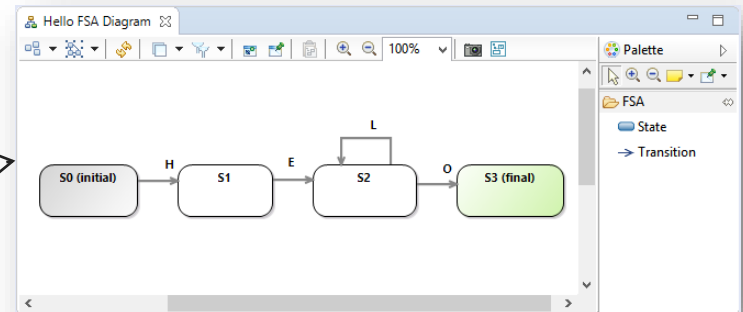 Hello FSA Diagram
100%
Palette
FSA
State
Transition
L
H
E
O
S0 (initial)
S1
S2
S3 (final)